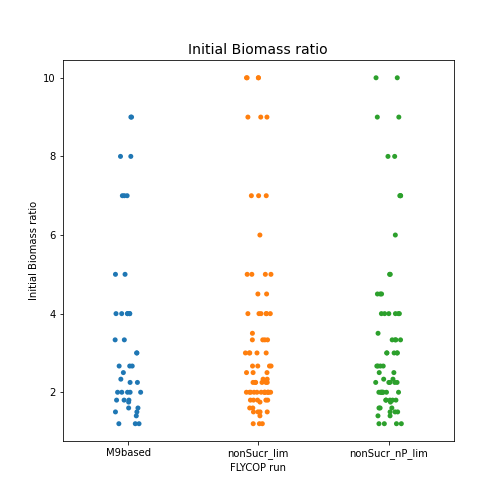 Initial Biomass ratio
10
8
6
4
2
Initial Biomass ratio
M9based
nonSucr_lim
nonSucr_nP_lim
FLYCOP run